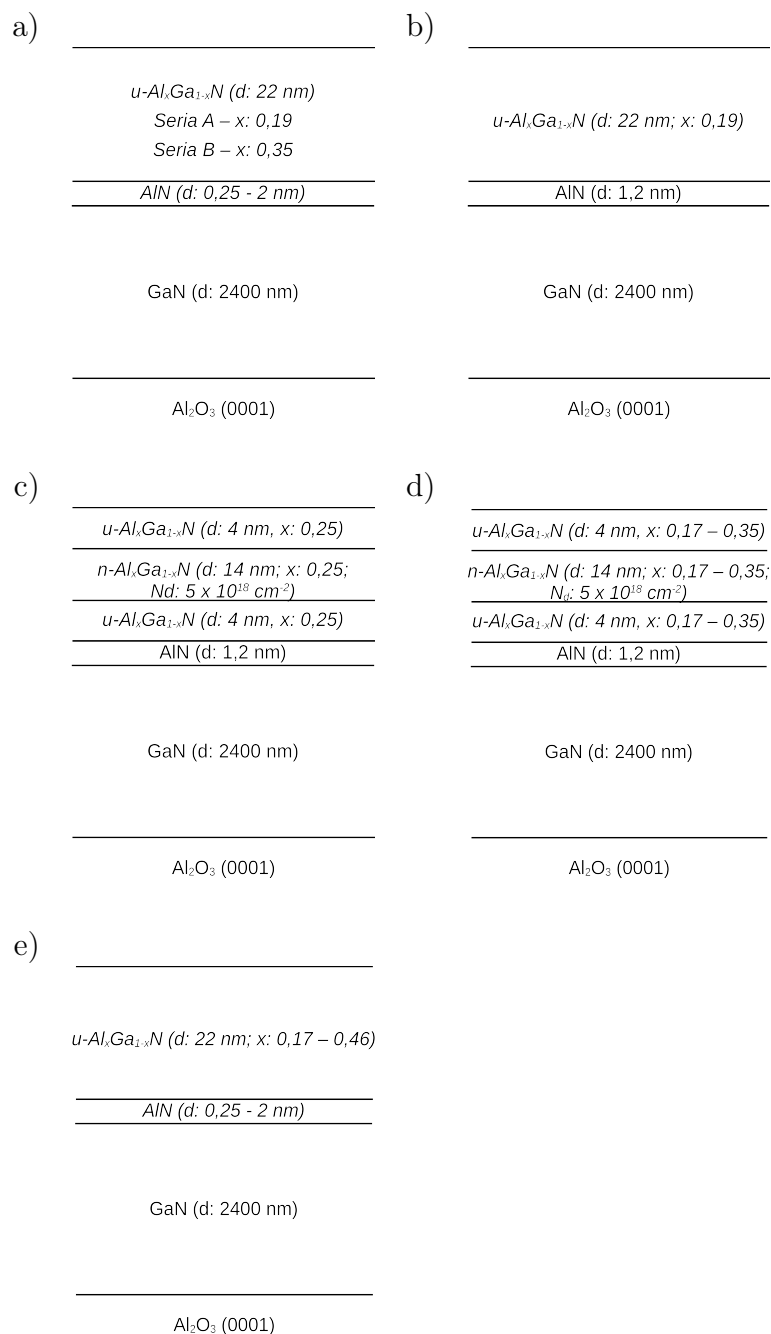 a)
u-AlₓGa₁₋ₓN (d: 22 nm)
Seria A – x: 0,19
Seria B – x: 0,35
AlN (d: 0,25 - 2 nm)
GaN (d: 2400 nm)
Al₂O₃ (0001)
b)
u-AlₓGa₁₋ₓN (d: 22 nm; x: 0,19)
AlN (d: 1,2 nm)
GaN (d: 2400 nm)
Al₂O₃ (0001)
c)
u-AlₓGa₁₋ₓN (d: 4 nm, x: 0,25)
n-AlₓGa₁₋ₓN (d: 14 nm; x: 0,25;
Nd: 5 x 10¹⁸ cm⁻²)
u-AlₓGa₁₋ₓN (d: 4 nm, x: 0,25)
AlN (d: 1,2 nm)
GaN (d: 2400 nm)
Al₂O₃ (0001)
d)
u-AlₓGa₁₋ₓN (d: 4 nm, x: 0,17 – 0,35)
n-AlₓGa₁₋ₓN (d: 14 nm; x: 0,17 – 0,35;
N_d: 5 x 10¹⁸ cm⁻²)
u-AlₓGa₁₋ₓN (d: 4 nm, x: 0,17 – 0,35)
AlN (d: 1,2 nm)
GaN (d: 2400 nm)
Al₂O₃ (0001)
e)
u-AlₓGa₁₋ₓN (d: 22 nm; x: 0,17 – 0,46)
AlN (d: 0,25 - 2 nm)
GaN (d: 2400 nm)
Al₂O₃ (0001)